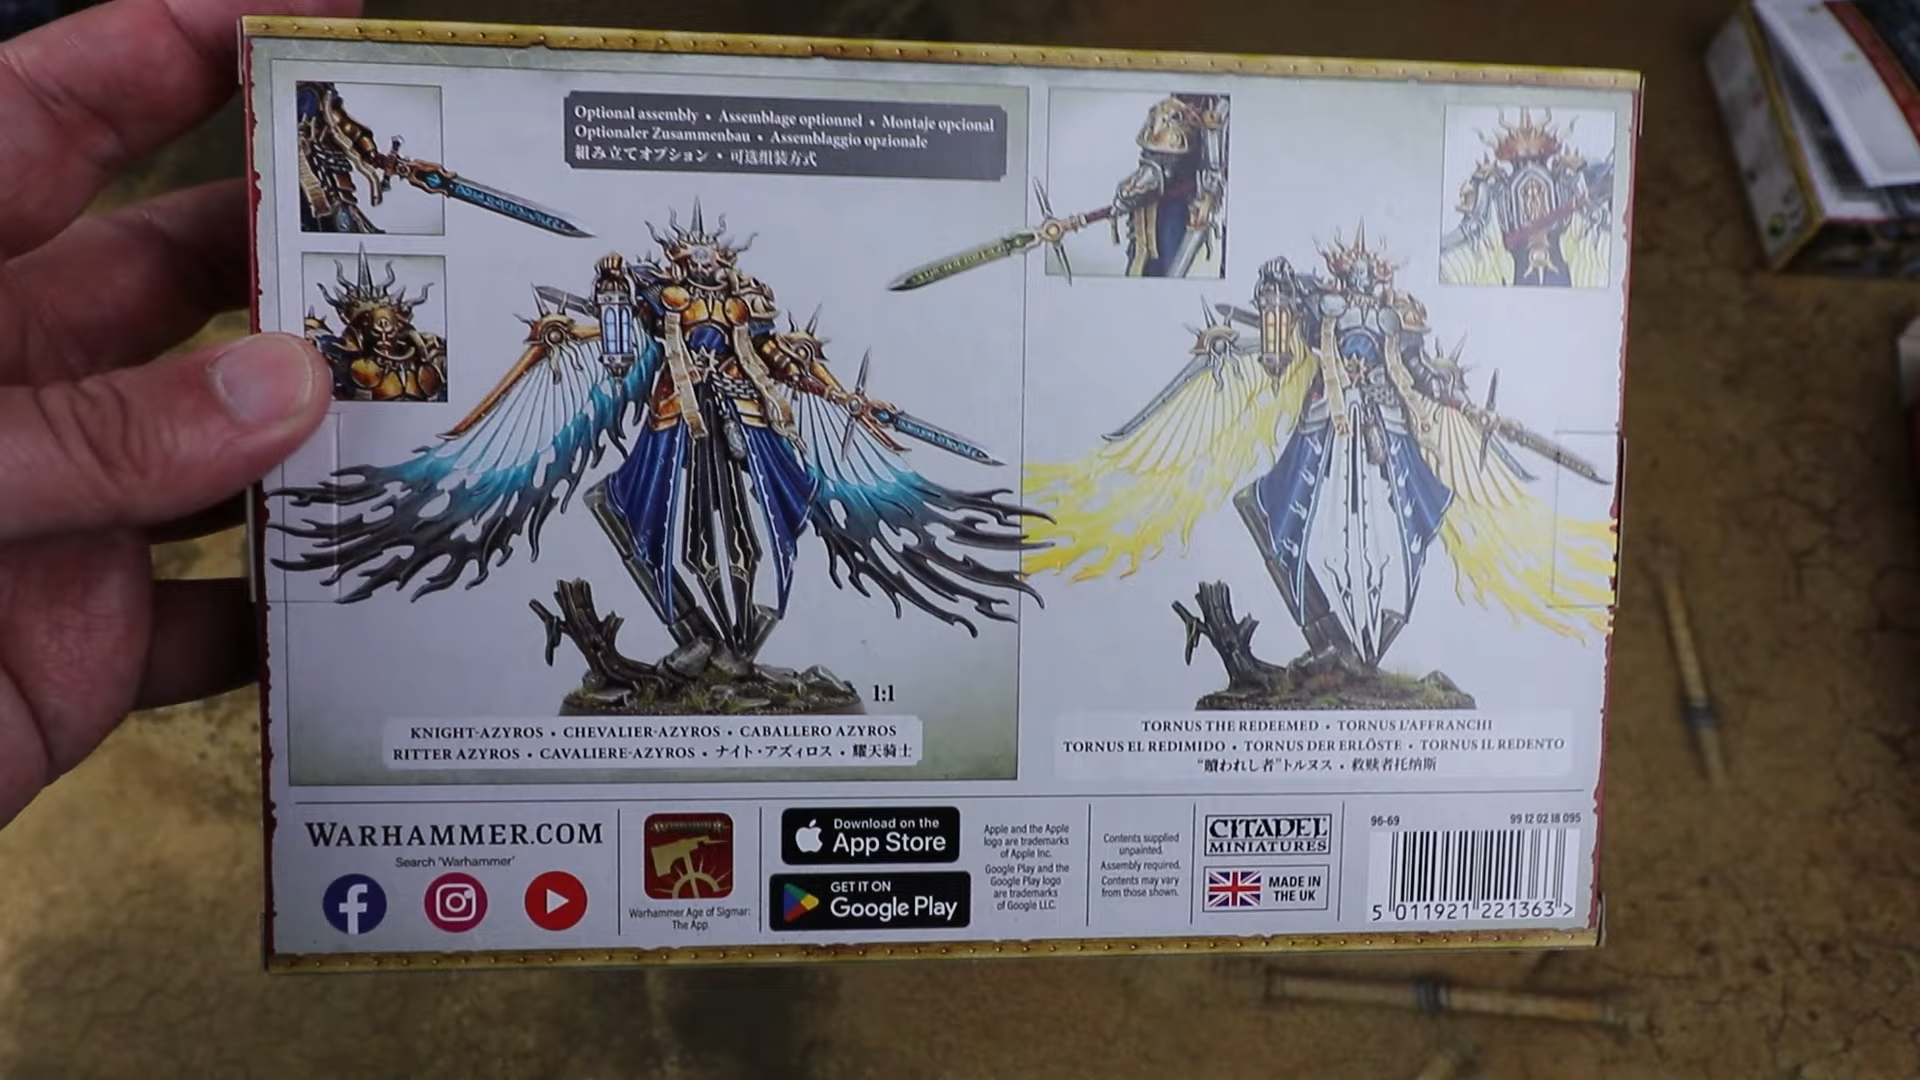 Optional assembly • Assemblage optionnel • Montaje opcional
Optionaler Zusammenbau • Assemblaggio opzionale
組み立てオプション • 可选组装方式
1:1
KNIGHT-AZYROS • CHEVALIER-AZYROS • CABALLERO AZYROS
RITTER AZYROS • CAVALIERE-AZYROS • ナイト・アズィロス • 耀天骑士
TORNUS THE REDEEMED • TORNUS L'AFFRANCHI
TORNUS EL REDIMIDO • TORNUS DER ERLÖSTE • TORNUS IL REDENTO
“贖われし者”トルヌス • 救赎者托纳斯
WARHAMMER.COM
Search 'Warhammer'
Warhammer Age of Sigmar:
The App
Download on the
App Store
GET IT ON
Google Play
Apple and the Apple
logo are trademarks
of Apple Inc.
Google Play and the
Google Play logo
are trademarks
of Google LLC.
Contents supplied
unpainted.
Assembly required.
Contents may vary
from those shown.
CITADEL
MINIATURES
MADE IN
THE UK
96-69
99 12 02 18 095
5 011921 221363 >